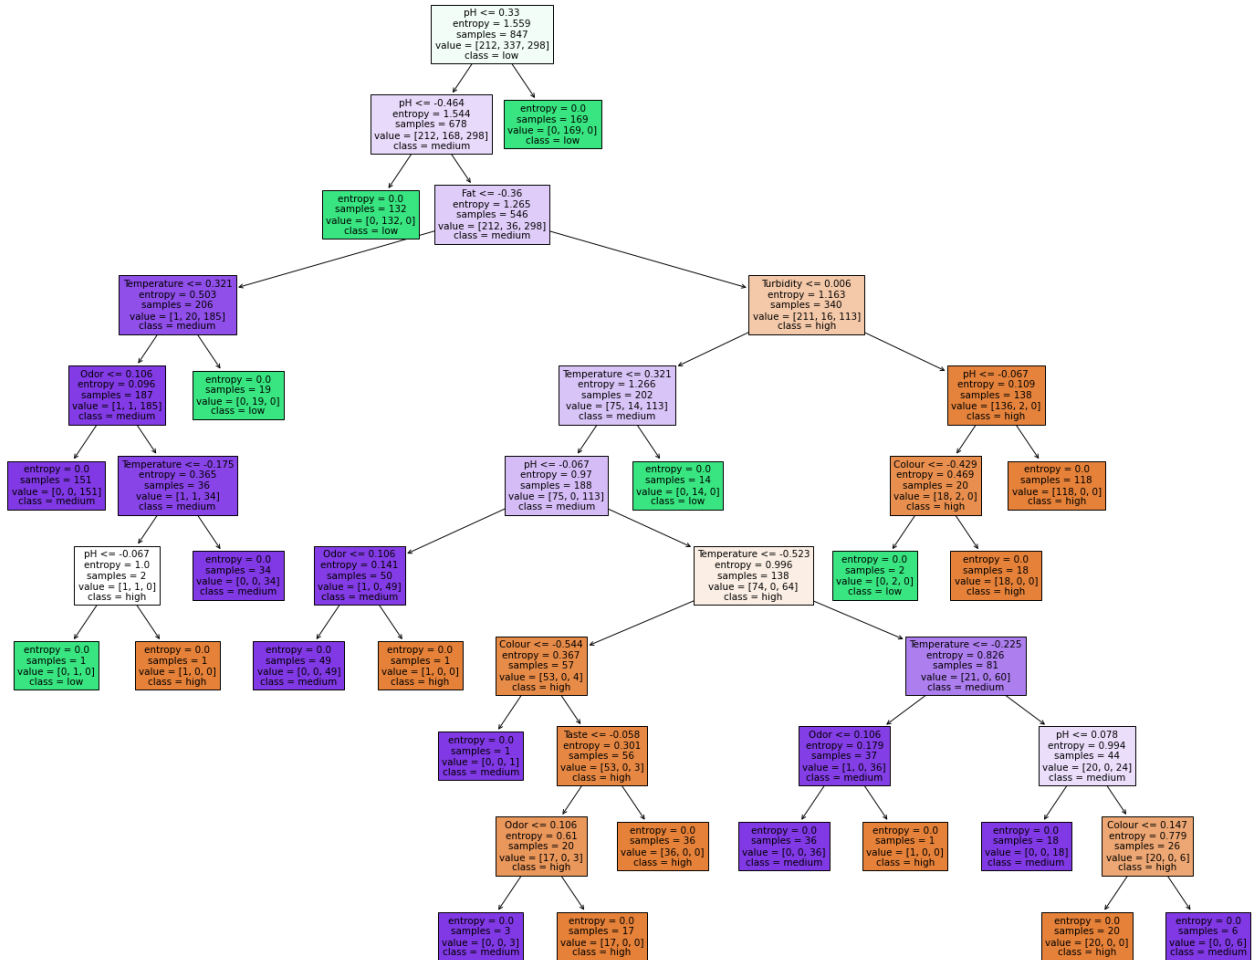 pH <= 0.33
entropy = 1.559
samples = 847
value = [212, 337, 298]
class = low
pH <= -0.464
entropy = 1.544
samples = 678
value = [212, 168, 298]
class = medium
entropy = 0.0
samples = 169
value = [0, 169, 0]
class = low
entropy = 0.0
samples = 132
value = [0, 132, 0]
class = low
Fat <= -0.36
entropy = 1.265
samples = 546
value = [212, 36, 298]
class = medium
Temperature <= 0.321
entropy = 0.503
samples = 206
value = [1, 20, 185]
class = medium
Turbidity <= 0.006
entropy = 1.163
samples = 340
value = [211, 16, 113]
class = high
Odor <= 0.106
entropy = 0.096
samples = 187
value = [1, 1, 185]
class = medium
entropy = 0.0
samples = 19
value = [0, 19, 0]
class = low
Temperature <= 0.321
entropy = 1.266
samples = 202
value = [75, 14, 113]
class = medium
pH <= -0.067
entropy = 0.109
samples = 138
value = [136, 2, 0]
class = high
entropy = 0.0
samples = 151
value = [0, 0, 151]
class = medium
Temperature <= -0.175
entropy = 0.365
samples = 36
value = [1, 1, 34]
class = medium
pH <= -0.067
entropy = 0.97
samples = 188
value = [75, 0, 113]
class = medium
entropy = 0.0
samples = 14
value = [0, 14, 0]
class = low
Colour <= -0.429
entropy = 0.469
samples = 20
value = [18, 2, 0]
class = high
entropy = 0.0
samples = 118
value = [118, 0, 0]
class = high
pH <= -0.067
entropy = 1.0
samples = 2
value = [1, 1, 0]
class = high
entropy = 0.0
samples = 34
value = [0, 0, 34]
class = medium
Odor <= 0.106
entropy = 0.141
samples = 50
value = [1, 0, 49]
class = medium
Temperature <= -0.523
entropy = 0.996
samples = 138
value = [74, 0, 64]
class = high
entropy = 0.0
samples = 2
value = [0, 2, 0]
class = low
entropy = 0.0
samples = 18
value = [18, 0, 0]
class = high
entropy = 0.0
samples = 1
value = [0, 1, 0]
class = low
entropy = 0.0
samples = 1
value = [1, 0, 0]
class = high
entropy = 0.0
samples = 49
value = [0, 0, 49]
class = medium
entropy = 0.0
samples = 1
value = [1, 0, 0]
class = high
Colour <= -0.544
entropy = 0.367
samples = 57
value = [53, 0, 4]
class = high
Temperature <= -0.225
entropy = 0.826
samples = 81
value = [21, 0, 60]
class = medium
entropy = 0.0
samples = 1
value = [0, 0, 1]
class = medium
Taste <= -0.058
entropy = 0.301
samples = 56
value = [53, 0, 3]
class = high
Odor <= 0.106
entropy = 0.179
samples = 37
value = [1, 0, 36]
class = medium
pH <= 0.078
entropy = 0.994
samples = 44
value = [20, 0, 24]
class = medium
Odor <= 0.106
entropy = 0.61
samples = 20
value = [17, 0, 3]
class = high
entropy = 0.0
samples = 36
value = [36, 0, 0]
class = high
entropy = 0.0
samples = 36
value = [0, 0, 36]
class = medium
entropy = 0.0
samples = 1
value = [1, 0, 0]
class = high
entropy = 0.0
samples = 18
value = [0, 0, 18]
class = medium
Colour <= 0.147
entropy = 0.779
samples = 26
value = [20, 0, 6]
class = high
entropy = 0.0
samples = 3
value = [0, 0, 3]
class = medium
entropy = 0.0
samples = 17
value = [17, 0, 0]
class = high
entropy = 0.0
samples = 20
value = [20, 0, 0]
class = high
entropy = 0.0
samples = 6
value = [0, 0, 6]
class = medium